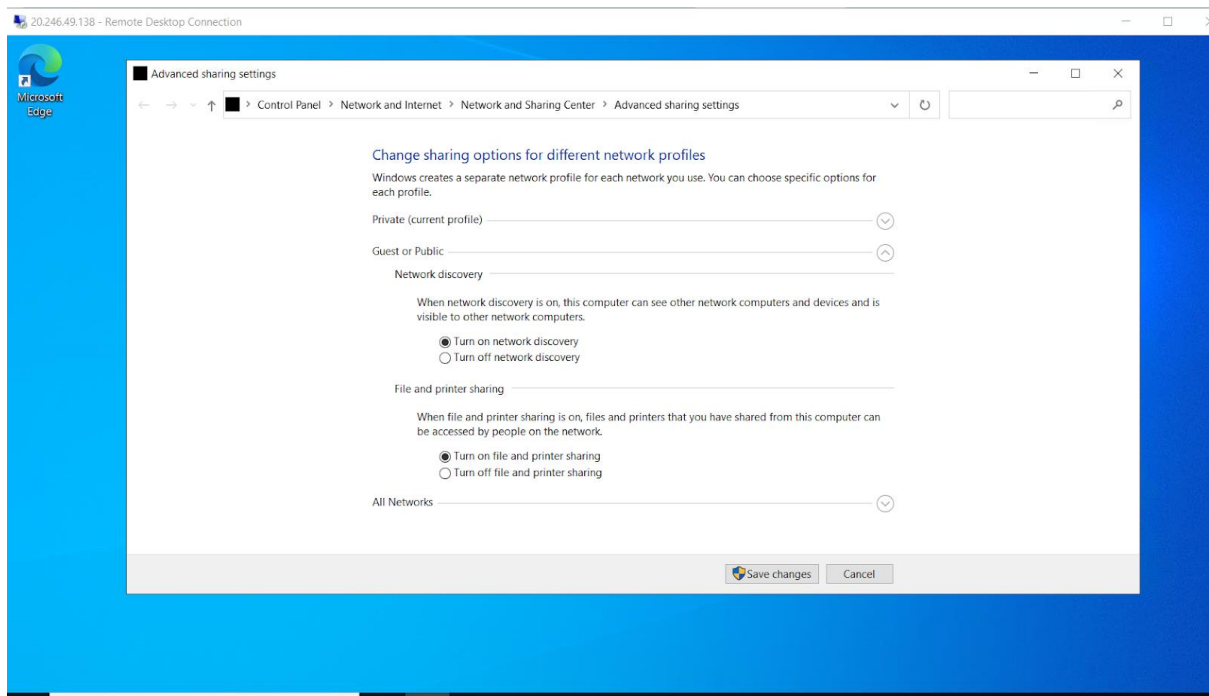 20.246.49.138 - Remote Desktop Connection
Microsoft
Edge
Advanced sharing settings
Control Panel > Network and Internet > Network and Sharing Center > Advanced sharing settings
Change sharing options for different network profiles
Windows creates a separate network profile for each network you use. You can choose specific options for
each profile.
Private (current profile)
Guest or Public
Network discovery
When network discovery is on, this computer can see other network computers and devices and is
visible to other network computers.
Turn on network discovery
Turn off network discovery
File and printer sharing
When file and printer sharing is on, files and printers that you have shared from this computer can
be accessed by people on the network.
Turn on file and printer sharing
Turn off file and printer sharing
All Networks
Save changes
Cancel